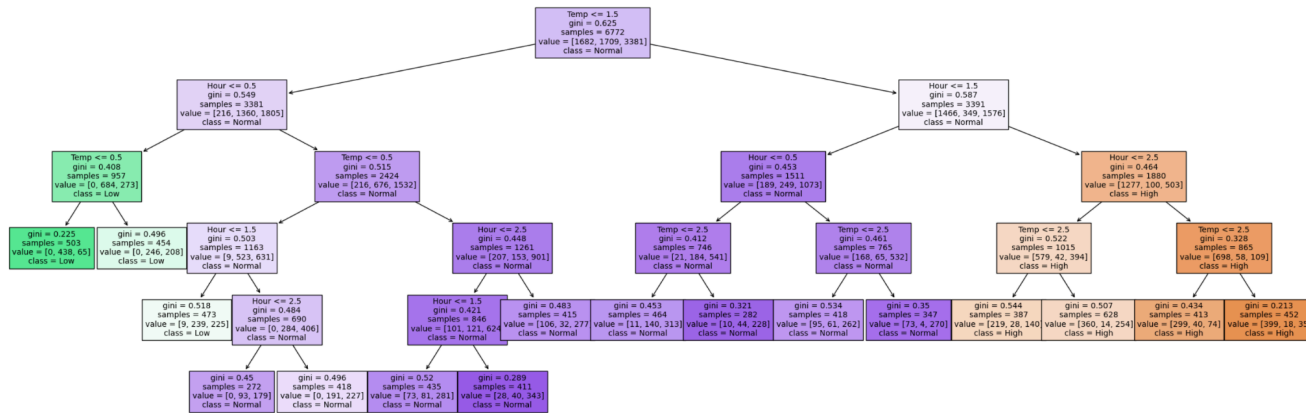 Temp <= 1.5
gini = 0.625
samples = 6772
value = [1682, 1709, 3381]
class = Normal
Hour <= 0.5
gini = 0.549
samples = 3381
value = [216, 1360, 1805]
class = Normal
Hour <= 1.5
gini = 0.587
samples = 3391
value = [1466, 349, 1576]
class = Normal
Temp <= 0.5
gini = 0.408
samples = 957
value = [0, 684, 273]
class = Low
Temp <= 0.5
gini = 0.515
samples = 2424
value = [216, 676, 1532]
class = Normal
Hour <= 0.5
gini = 0.453
samples = 1511
value = [189, 249, 1073]
class = Normal
Hour <= 2.5
gini = 0.464
samples = 1880
value = [1277, 100, 503]
class = High
gini = 0.225
samples = 503
value = [0, 438, 65]
class = Low
gini = 0.496
samples = 454
value = [0, 246, 208]
class = Low
Hour <= 1.5
gini = 0.503
samples = 1163
value = [9, 523, 631]
class = Normal
Hour <= 2.5
gini = 0.448
samples = 1261
value = [207, 153, 901]
class = Normal
Temp <= 2.5
gini = 0.412
samples = 746
value = [21, 184, 541]
class = Normal
Temp <= 2.5
gini = 0.461
samples = 765
value = [168, 65, 532]
class = Normal
Temp <= 2.5
gini = 0.522
samples = 1015
value = [579, 42, 394]
class = High
Temp <= 2.5
gini = 0.328
samples = 865
value = [698, 58, 109]
class = High
gini = 0.518
samples = 473
value = [9, 239, 225]
class = Low
Hour <= 2.5
gini = 0.484
samples = 690
value = [0, 284, 406]
class = Normal
Hour <= 1.5
gini = 0.421
samples = 846
value = [101, 121, 624]
class = Normal
gini = 0.483
samples = 415
value = [106, 32, 277]
class = Normal
gini = 0.453
samples = 464
value = [11, 140, 313]
class = Normal
gini = 0.321
samples = 282
value = [10, 44, 228]
class = Normal
gini = 0.534
samples = 418
value = [95, 61, 262]
class = Normal
gini = 0.35
samples = 347
value = [73, 4, 270]
class = Normal
gini = 0.544
samples = 387
value = [219, 28, 140]
class = High
gini = 0.507
samples = 628
value = [360, 14, 254]
class = High
gini = 0.434
samples = 413
value = [299, 40, 74]
class = High
gini = 0.213
samples = 452
value = [399, 18, 35]
class = High
gini = 0.45
samples = 272
value = [0, 93, 179]
class = Normal
gini = 0.496
samples = 418
value = [0, 191, 227]
class = Normal
gini = 0.52
samples = 435
value = [73, 81, 281]
class = Normal
gini = 0.289
samples = 411
value = [28, 40, 343]
class = Normal